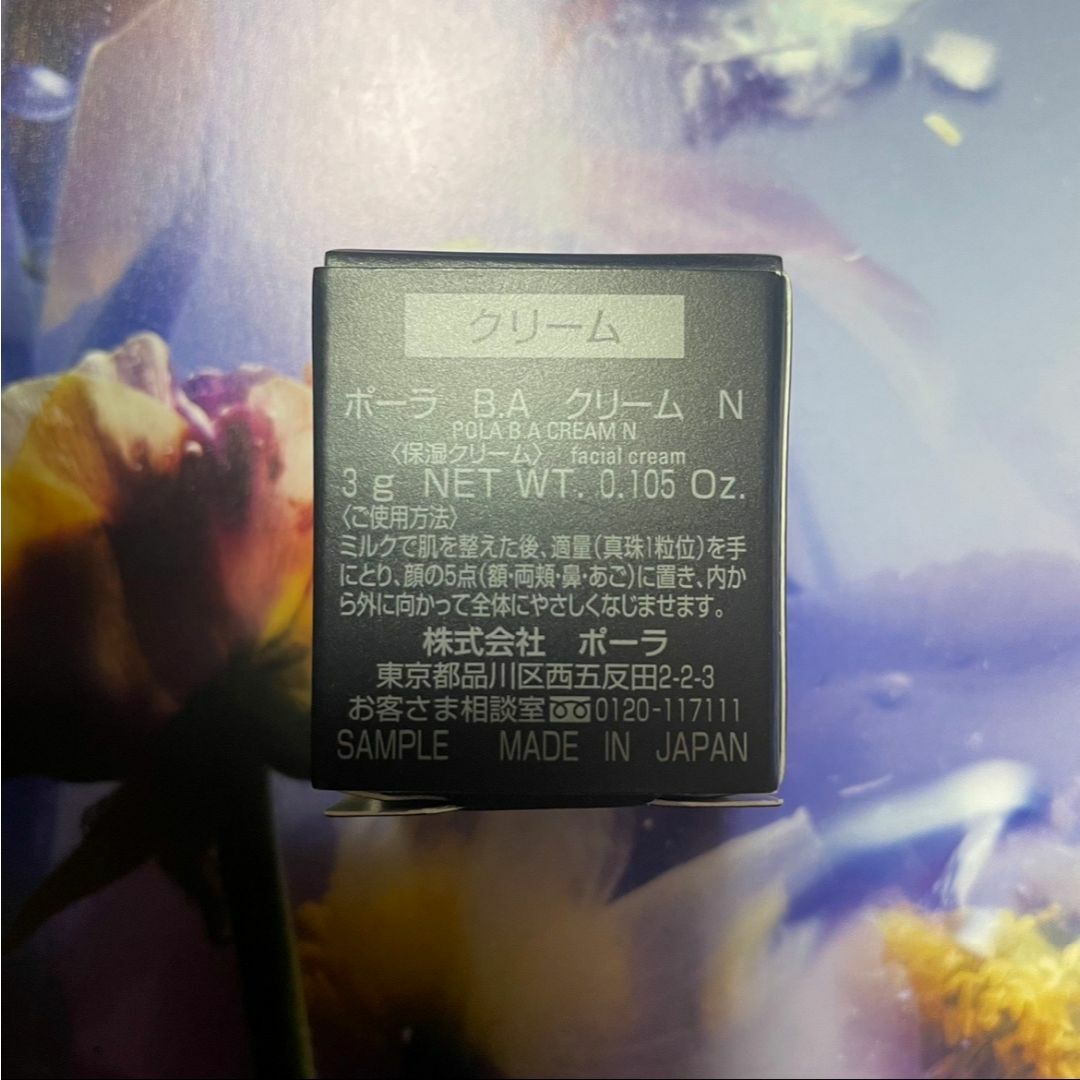 クリーム
ポーラ B.A クリーム N
POLA B.A CREAM N
〈保湿クリーム〉 facial cream
3 g NET WT. 0.105 Oz.
〈ご使用方法〉
ミルクで肌を整えた後、適量(真珠1粒位)を手
にとり、顔の5点(額・両頬・鼻・あご)に置き、内か
ら外に向かって全体にやさしくなじませます。
株式会社 ポーラ
東京都品川区西五反田2-2-3
お客さま相談室 0120-117111
SAMPLE MADE IN JAPAN